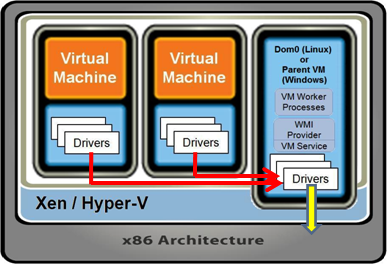 Virtual
Machine
Drivers
Virtual
Machine
Drivers
Dom0 (Linux)
or
Parent VM
(Windows)
VM Worker
Processes
WMI
Provider
VM Service
Drivers
Xen / Hyper-V
x86 Architecture